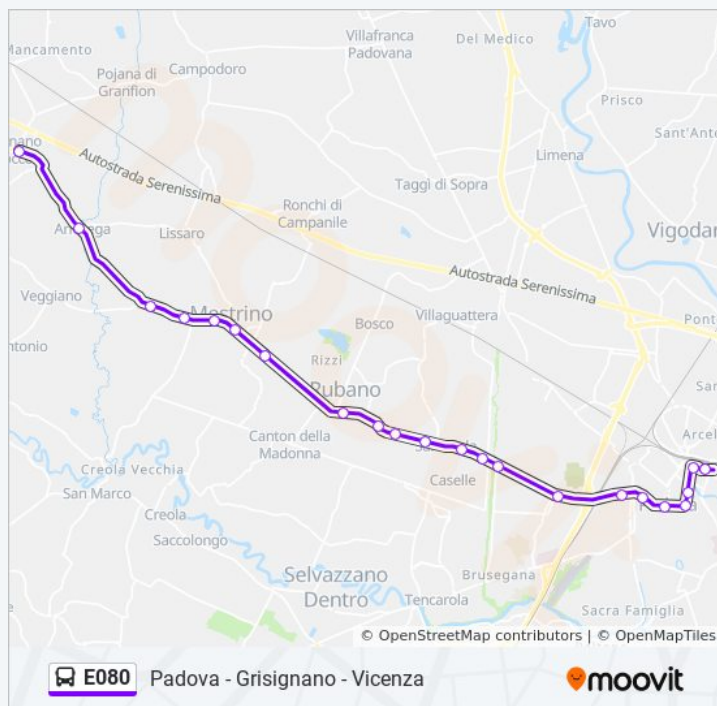 Tavo
Villafranca
Padovana
Del Medico
Mancamento
Pojana di
Granfion
Campodoro
Prisco
Sant'Anto
Limena
Autostrada Serenissima
Taggì di Sopra
Ronchi di
Campanile
Lissaro
Vigodar
Autostrada Serenissima
Veggiano
Mestrino
Villaguattera
Pont
Bosco
ntonio
Rizzi
Rubano
San
Arcel
Canton della
Madonna
Creola Vecchia
Caselle
San Marco
Creola
Saccolongo
Selvazzano
Dentro
Brusegana
Tencarola
Sacra Famiglia
© OpenStreetMap contributors | © OpenMapTiles
E080 Padova - Grisignano - Vicenza moovit